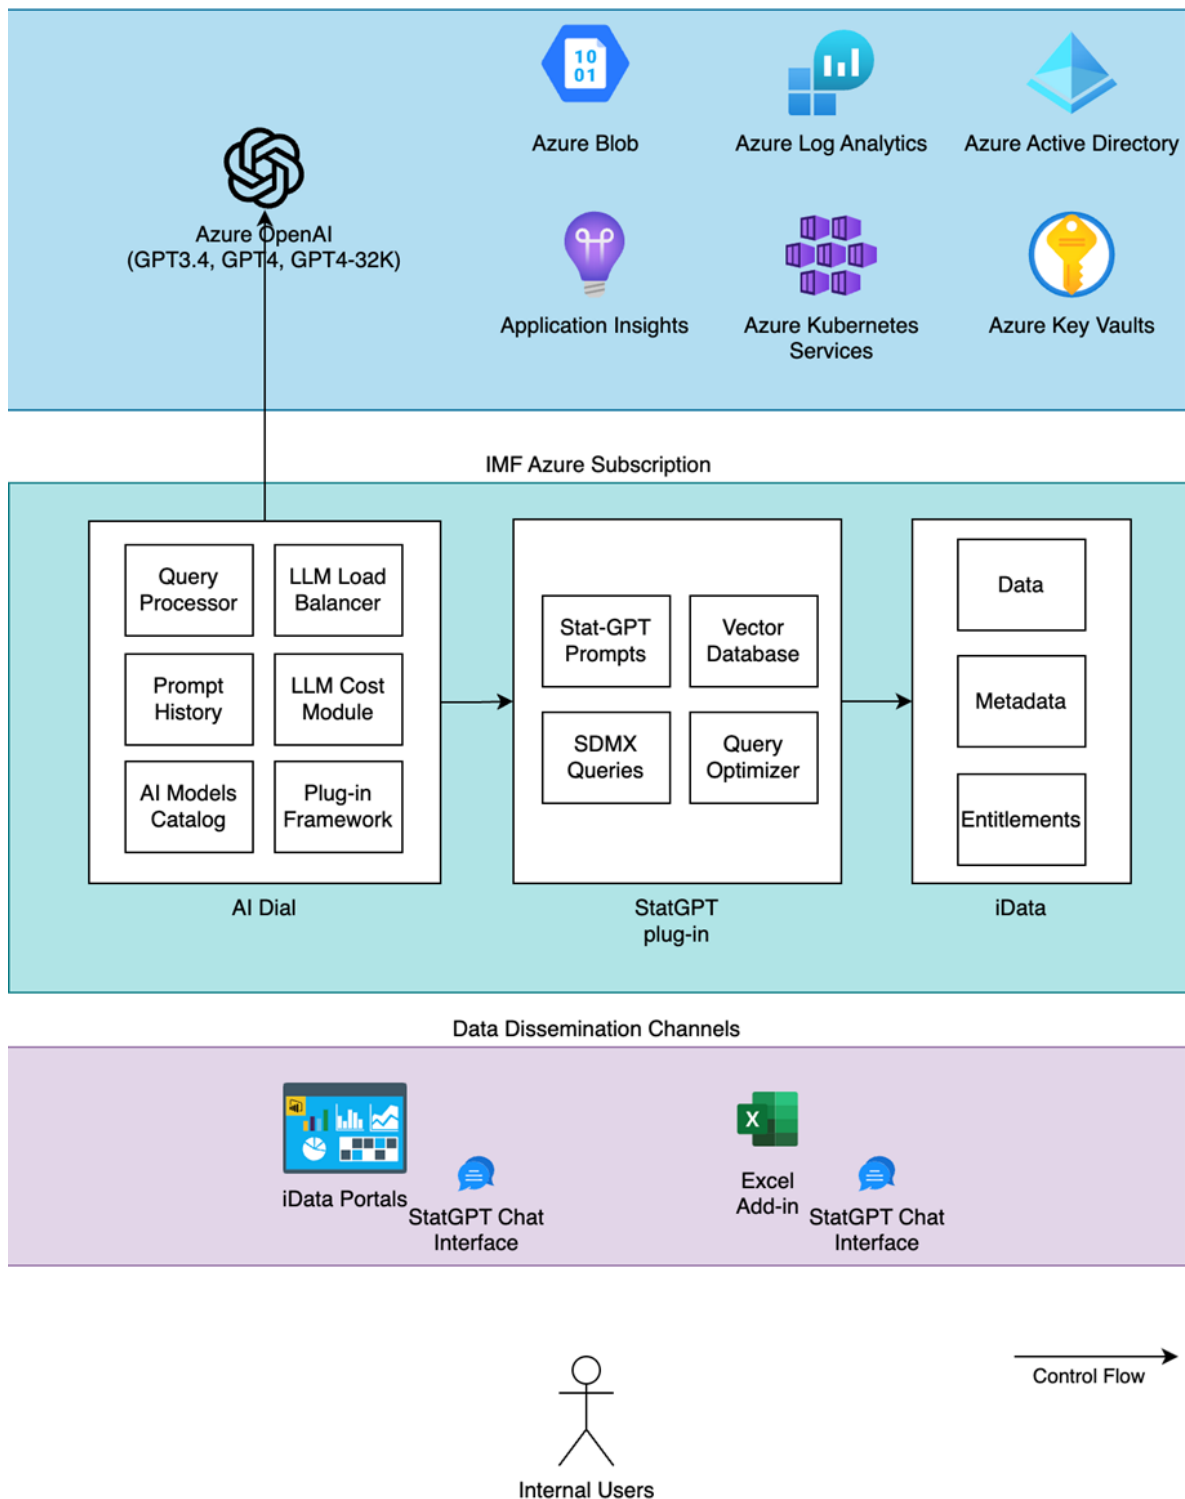 10
01
Azure Blob
Azure Log Analytics
Azure Active Directory
Azure OpenAI
(GPT3.4, GPT4, GPT4-32K)
Application Insights
Azure Kubernetes
Services
Azure Key Vaults
IMF Azure Subscription
Query
Processor
LLM Load
Balancer
Prompt
History
LLM Cost
Module
AI Models
Catalog
Plug-in
Framework
AI Dial
Stat-GPT
Prompts
Vector
Database
SDMX
Queries
Query
Optimizer
StatGPT
plug-in
Data
Metadata
Entitlements
iData
Data Dissemination Channels
iData Portals
StatGPT Chat
Interface
X
Excel
Add-in
StatGPT Chat
Interface
Control Flow
Internal Users